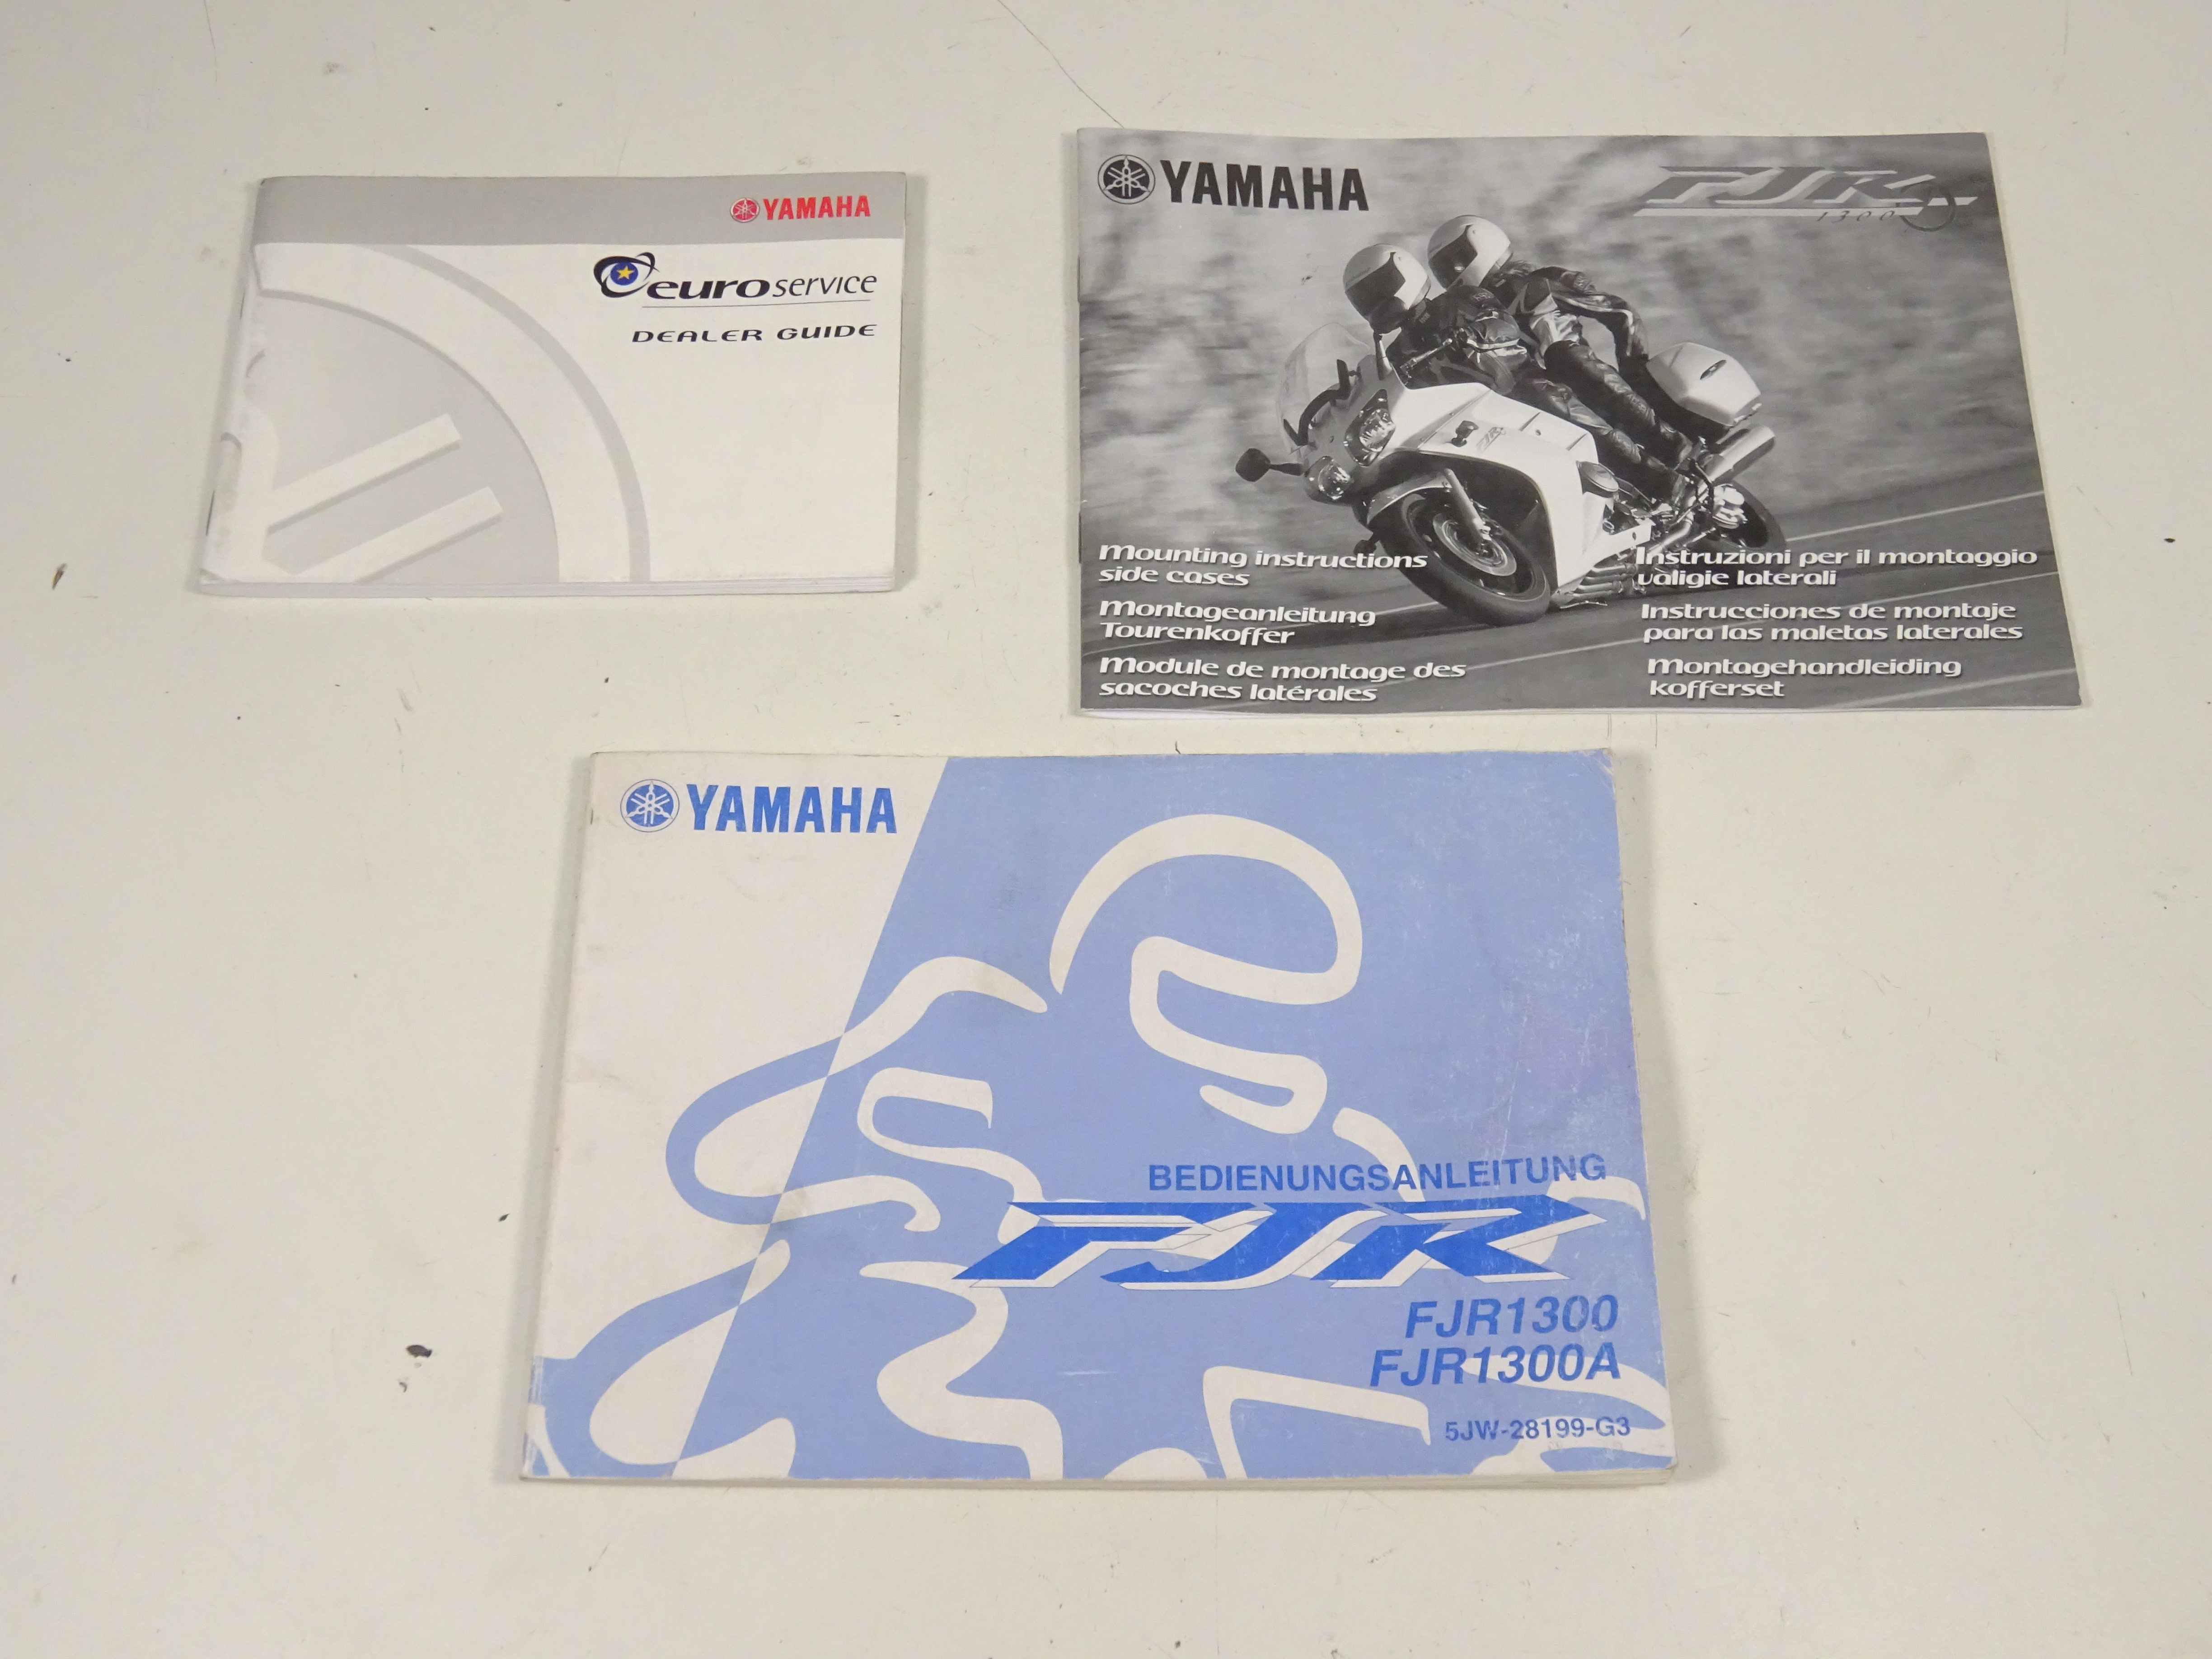 YAMAHA
euro service
DEALER GUIDE
YAMAHA
FJR
1300
Mounting instructions
side cases
Montageanleitung
Tourenkoffer
Module de montage des
sacoches latérales
Instruzioni per il montaggio
valigie laterali
Instrucciones de montaje
para las maletas laterales
Montagehandleiding
kofferset
YAMAHA
BEDIENUNGSANLEITUNG
FJR
FJR1300
FJR1300A
5JW-28199-G3